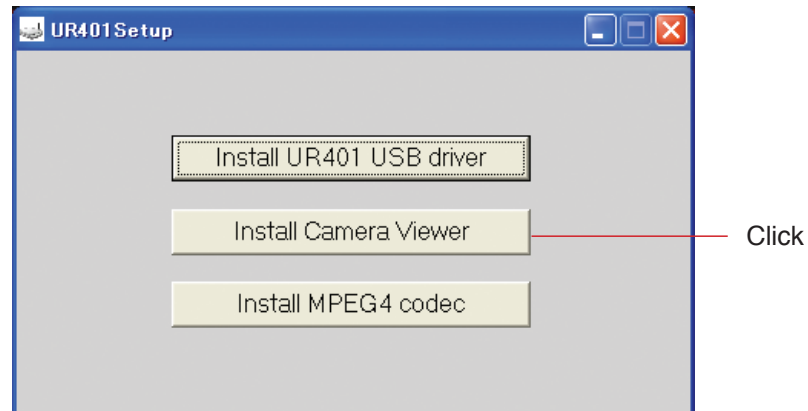 UR401Setup
Install UR401 USB driver
Install Camera Viewer
Click
Install MPEG4 codec